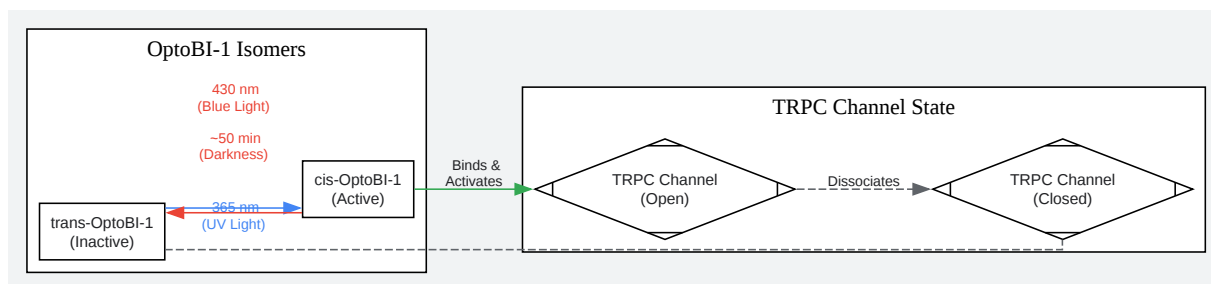 OptoBI-1 Isomers
430 nm
(Blue Light)
~50 min
(Darkness)
cis-OptoBI-1
(Active)
365 nm
(UV Light)
trans-OptoBI-1
(Inactive)
Binds &
Activates
TRPC Channel State
TRPC Channel
(Open)
Dissociates
TRPC Channel
(Closed)